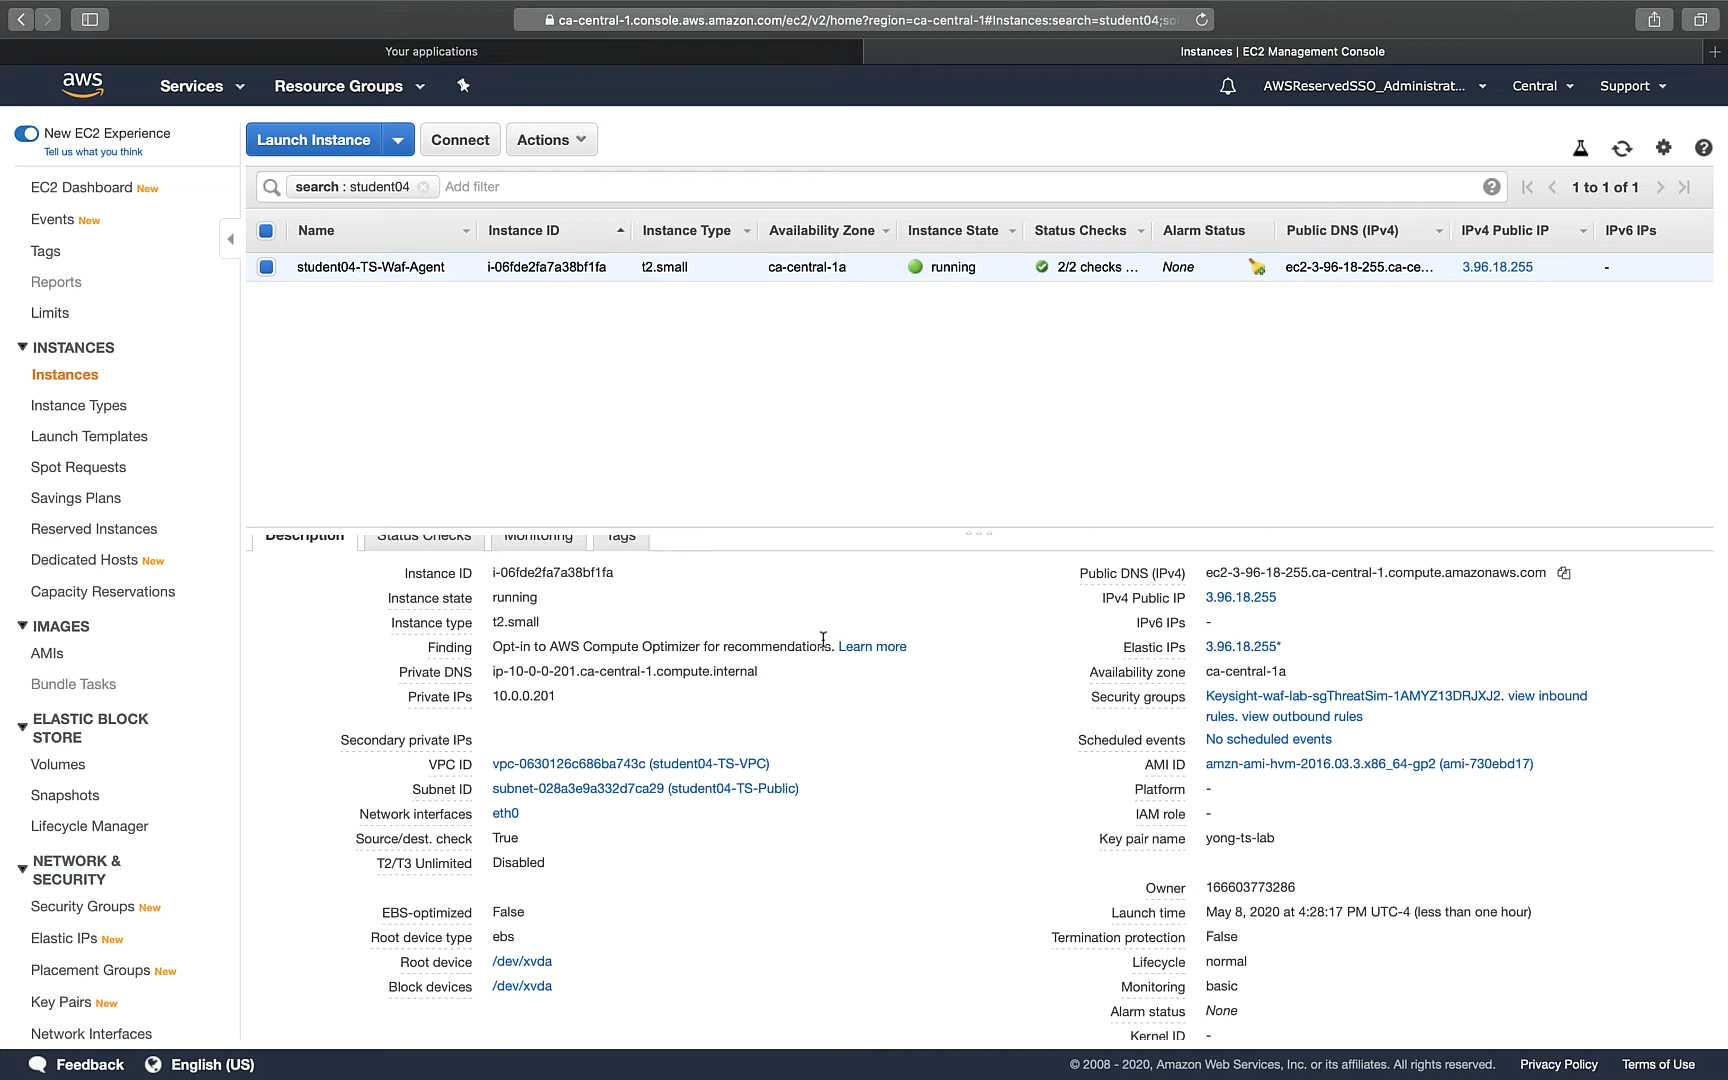 ca-central-1.console.aws.amazon.com/ec2/v2/home?region=ca-central-1#Instances:search=student04;so
Your applications
Instances | EC2 Management Console
aws
Services
Resource Groups
AWSReservedSSO_Administrat...
Central
Support
New EC2 Experience
Tell us what you think
EC2 Dashboard New
Events New
Tags
Reports
Limits
INSTANCES
Instances
Instance Types
Launch Templates
Spot Requests
Savings Plans
Reserved Instances
Dedicated Hosts New
Capacity Reservations
IMAGES
AMIs
Bundle Tasks
ELASTIC BLOCK
STORE
Volumes
Snapshots
Lifecycle Manager
NETWORK &
SECURITY
Security Groups New
Elastic IPs New
Placement Groups New
Key Pairs New
Network Interfaces
Launch Instance
Connect
Actions
search : student04
Add filter
1 to 1 of 1
Name Instance ID Instance Type Availability Zone Instance State Status Checks Alarm Status Public DNS (IPv4) IPv4 Public IP IPv6 IPs
student04-TS-Waf-Agent i-06fde2fa7a38bf1fa t2.small ca-central-1a running 2/2 checks ... None ec2-3-96-18-255.ca-ce... 3.96.18.255 -
Description Status Checks Monitoring Tags
Instance ID i-06fde2fa7a38bf1fa
Instance state running
Instance type t2.small
Finding Opt-in to AWS Compute Optimizer for recommendations. Learn more
Private DNS ip-10-0-0-201.ca-central-1.compute.internal
Private IPs 10.0.0.201
Secondary private IPs
VPC ID vpc-0630126c686ba743c (student04-TS-VPC)
Subnet ID subnet-028a3e9a332d7ca29 (student04-TS-Public)
Network interfaces eth0
Source/dest. check True
T2/T3 Unlimited Disabled
EBS-optimized False
Root device type ebs
Root device /dev/xvda
Block devices /dev/xvda
Public DNS (IPv4) ec2-3-96-18-255.ca-central-1.compute.amazonaws.com
IPv4 Public IP 3.96.18.255
IPv6 IPs -
Elastic IPs 3.96.18.255*
Availability zone ca-central-1a
Security groups Keysight-waf-lab-sgThreatSim-1AMYZ13DRJXJ2. view inbound
rules. view outbound rules
Scheduled events No scheduled events
AMI ID amzn-ami-hvm-2016.03.3.x86_64-gp2 (ami-730ebd17)
Platform -
IAM role -
Key pair name yong-ts-lab
Owner 166603773286
Launch time May 8, 2020 at 4:28:17 PM UTC-4 (less than one hour)
Termination protection False
Lifecycle normal
Monitoring basic
Alarm status None
Kernel ID -
Feedback
English (US)
© 2008 - 2020, Amazon Web Services, Inc. or its affiliates. All rights reserved.
Privacy Policy
Terms of Use